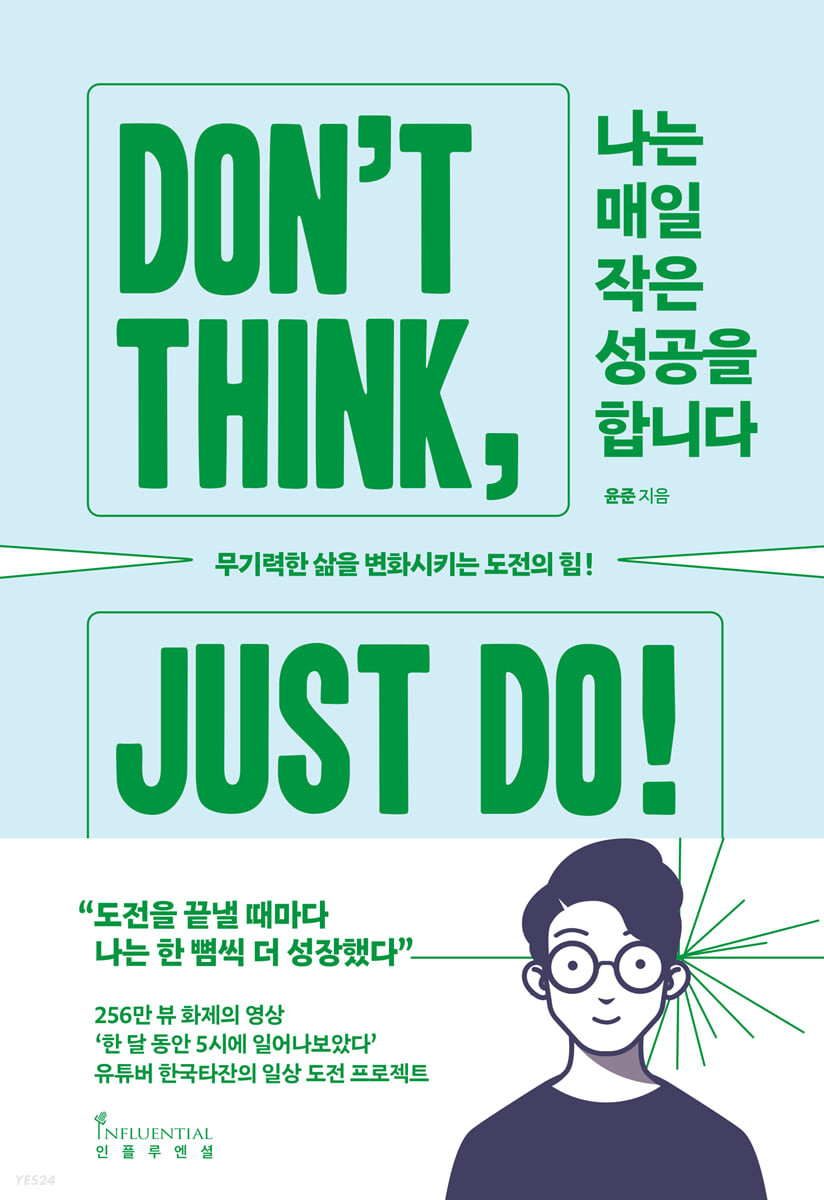 DON'T
THINK,
나는
매일
작은
성공을
합니다
윤준 지음
무기력한 삶을 변화시키는 도전의 힘!
JUST DO!
“도전을 끝낼 때마다
나는 한 뼘씩 더 성장했다”
256만 뷰 화제의 영상
‘한 달 동안 5시에 일어나보았다’
유튜버 한국타잔의 일상 도전 프로젝트
INFLUENTIAL
인플루엔셜
YES24